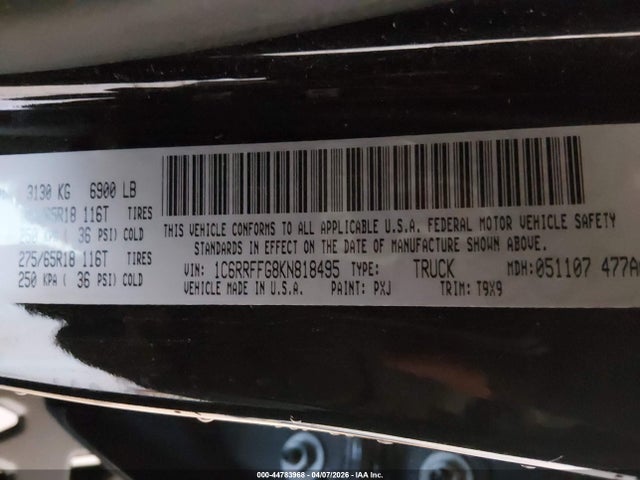 3130 KG 6900 LB
116T TIRES
250 KPA ( 36 PSI) COLD
275/65R18 116T TIRES
250 KPA ( 36 PSI) COLD
THIS VEHICLE CONFORMS TO ALL APPLICABLE U.S.A. FEDERAL MOTOR VEHICLE SAFETY
STANDARDS IN EFFECT ON THE DATE OF MANUFACTURE SHOWN ABOVE.
VIN: 1C6RRFFG8KN818495 TYPE: TRUCK MDH:051107 477A
VEHICLE MADE IN U.S.A. PAINT: PXJ TRIM: T9X9
000-44783968 - 04/07/2026 - IAA Inc.